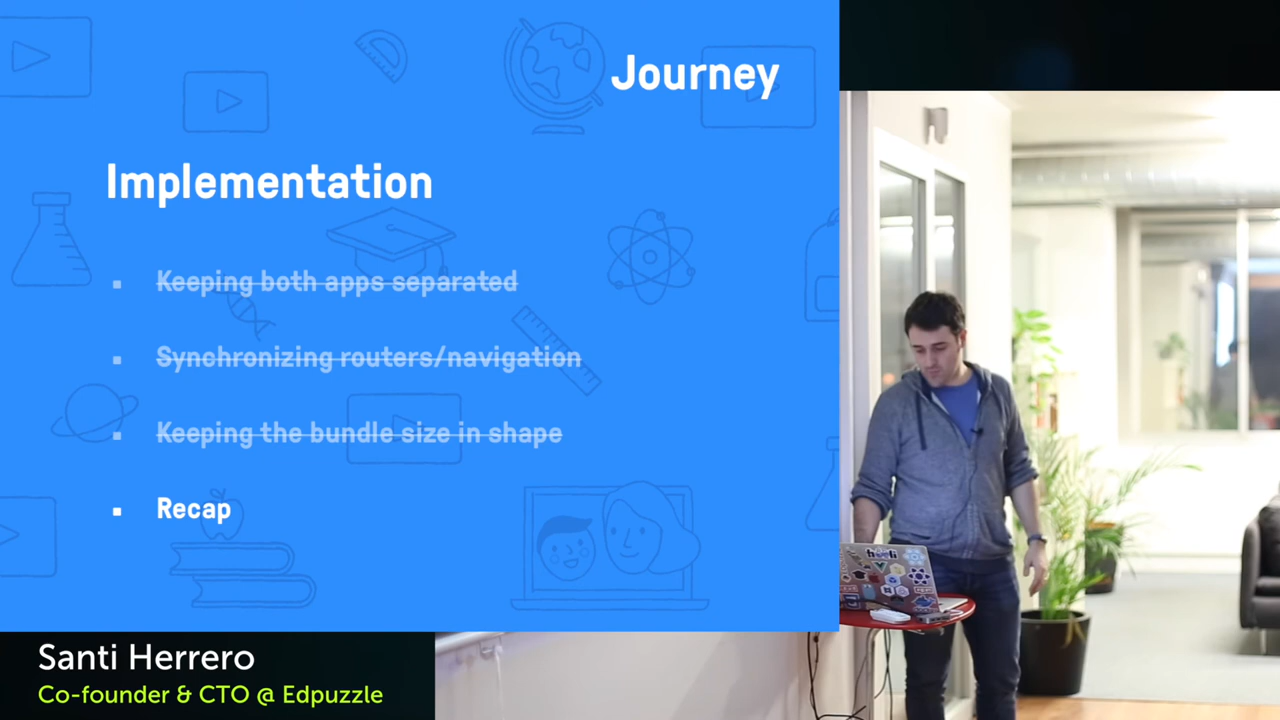 Journey
Implementation
Keeping both apps separated
Synchronizing routers/navigation
Keeping the bundle size in shape
Recap
Santi Herrero
Co-founder & CTO @ Edpuzzle